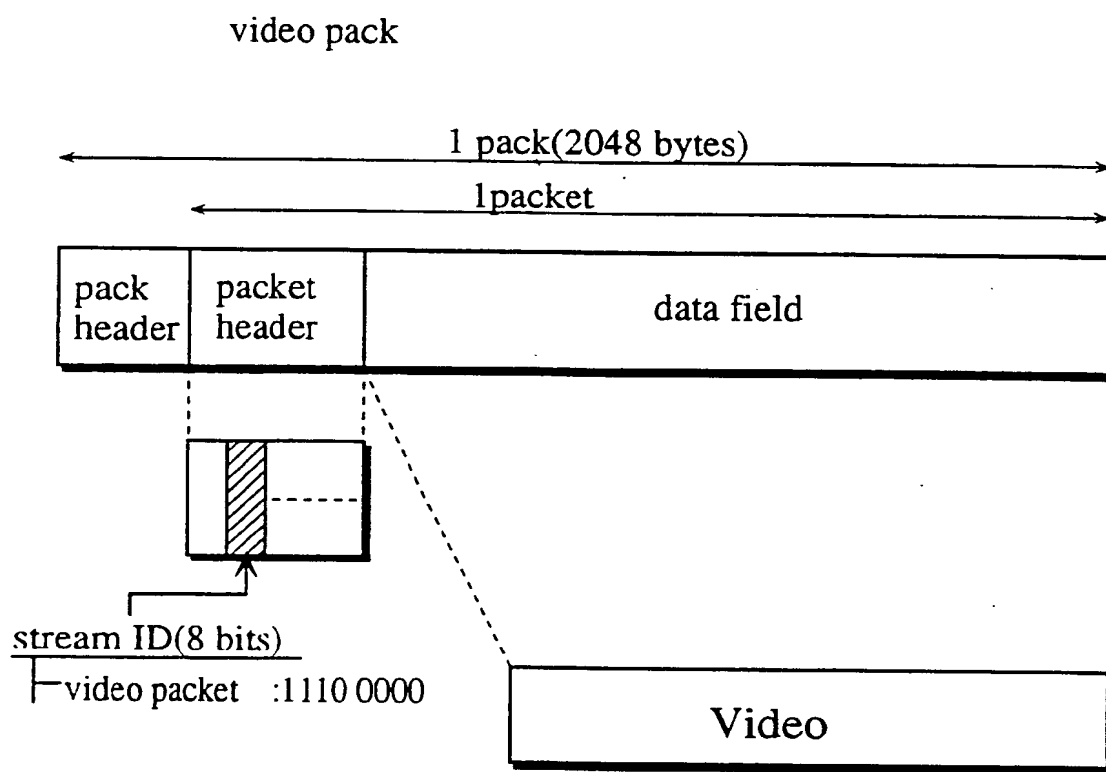 video pack
1 pack(2048 bytes)
1packet
pack
header
packet
header
data field
stream ID(8 bits)
video packet :1110 0000
Video